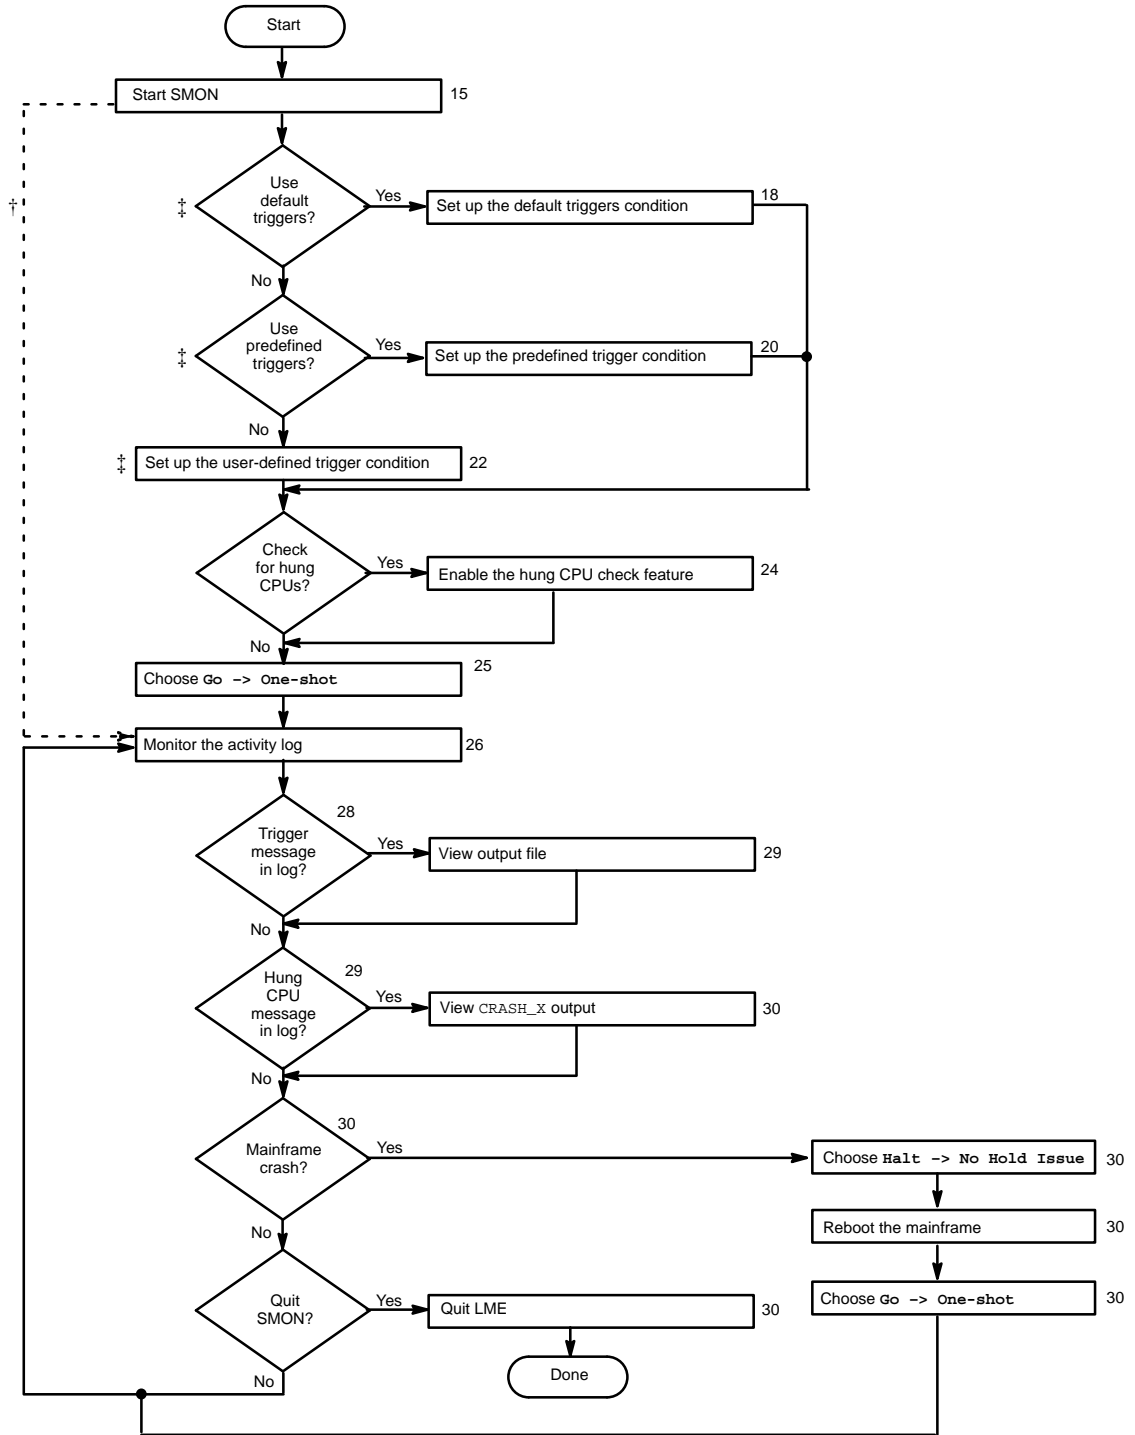 Start
Start SMON
15
†
‡
Use
default
triggers?
Yes
Set up the default triggers condition
18
No
‡
Use
predefined
triggers?
Yes
Set up the predefined trigger condition
20
No
‡
Set up the user-defined trigger condition
22
Check
for hung
CPUs?
Yes
Enable the hung CPU check feature
24
No
25
Choose Go -> One-shot
Monitor the activity log
26
28
Trigger
message
in log?
Yes
View output file
29
No
29
Hung
CPU
message
in log?
Yes
View CRASH_X output
30
No
30
Mainframe
crash?
Yes
Choose Halt -> No Hold Issue
30
Reboot the mainframe
30
No
Quit
SMON?
Yes
Quit LME
30
Choose Go -> One-shot
30
Done
No